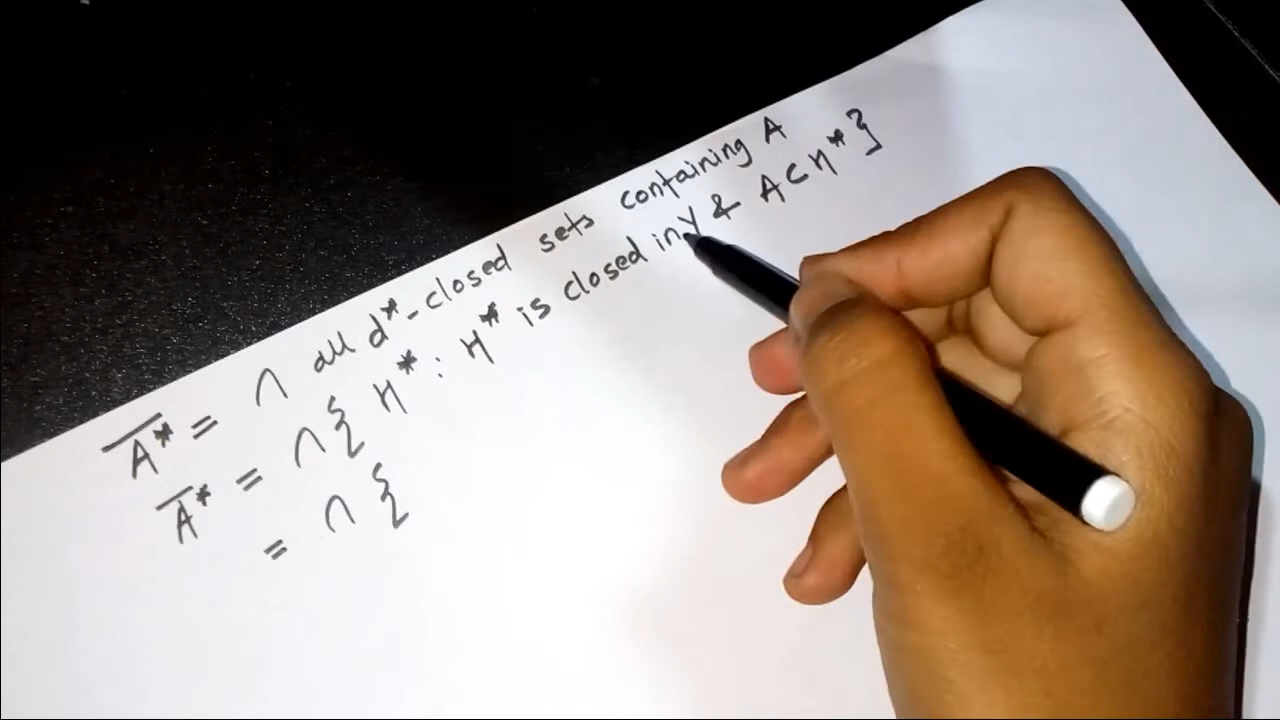 A̅*̅ = ∩ all d*-closed sets containing A
A̅* = ∩ { H* : H* is closed in Y & A ⊂ H* }
= ∩ {